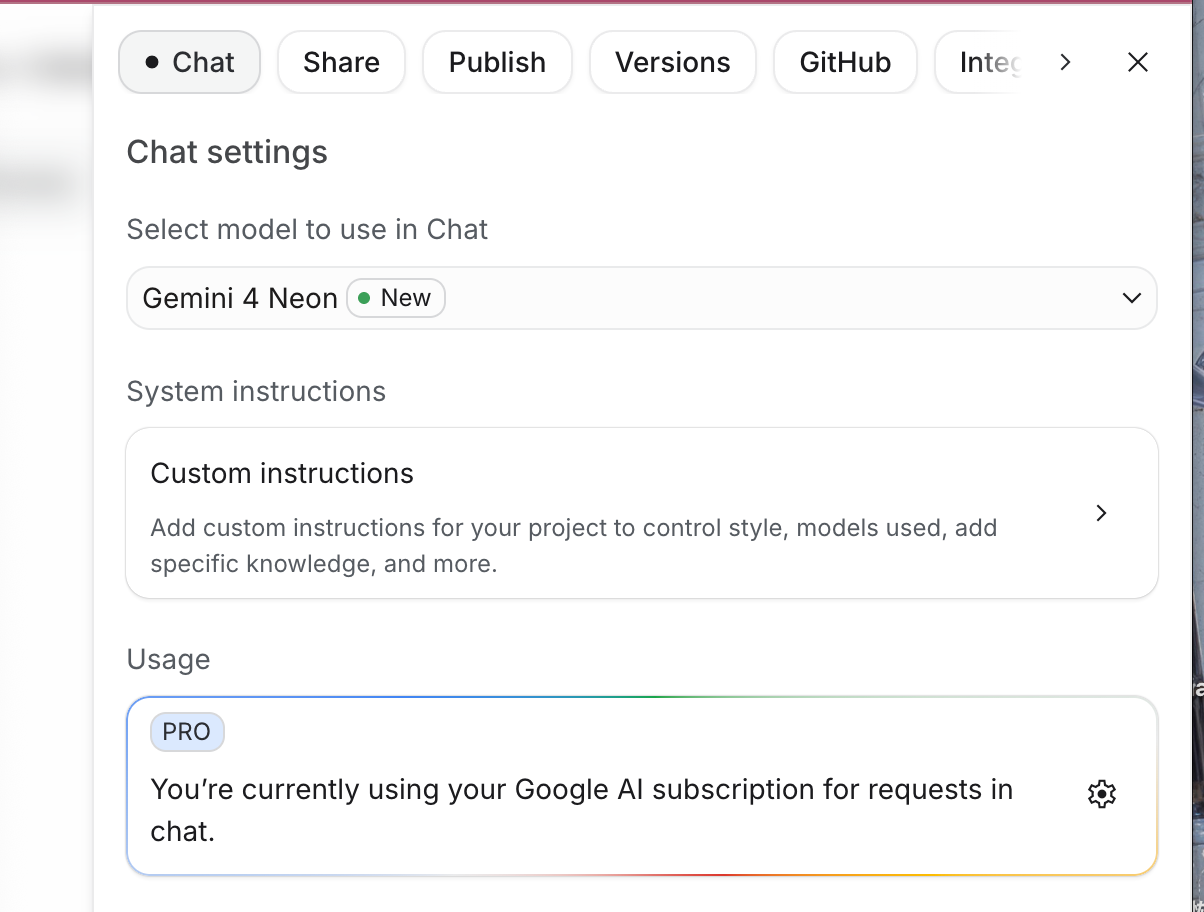 Chat
Share
Publish
Versions
GitHub
Integ
Chat settings
Select model to use in Chat
Gemini 4 Neon
New
System instructions
Custom instructions
Add custom instructions for your project to control style, models used, add
specific knowledge, and more.
Usage
PRO
You’re currently using your Google AI subscription for requests in
chat.